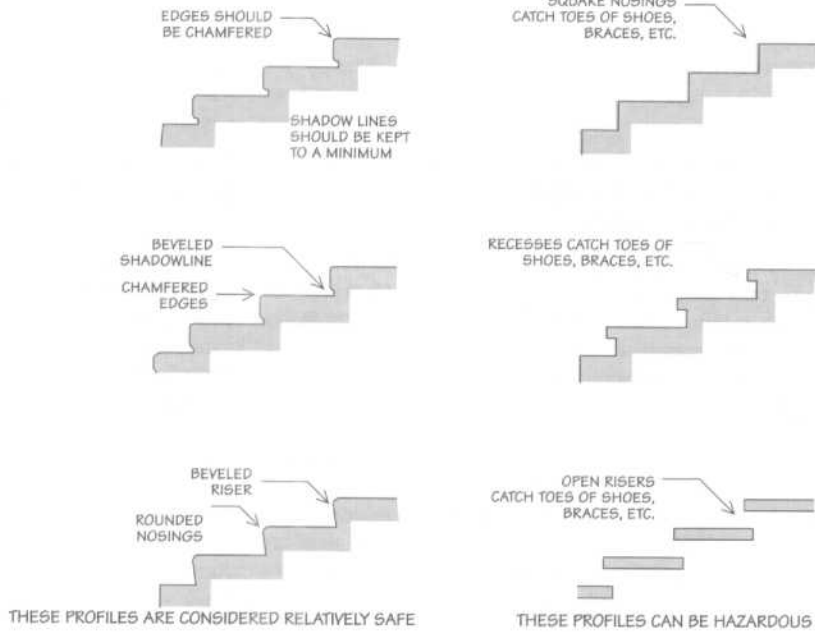 EDGES SHOULD
BE CHAMFERED
SQUARE NOSINGS
CATCH TOES OF SHOES,
BRACES, ETC.
SHADOW LINES
SHOULD BE KEPT
TO A MINIMUM
BEVELED
SHADOWLINE
CHAMFERED
EDGES
RECESSES CATCH TOES OF
SHOES, BRACES, ETC.
BEVELED
RISER
ROUNDED
NOSINGS
OPEN RISERS
CATCH TOES OF SHOES,
BRACES, ETC.
THESE PROFILES ARE CONSIDERED RELATIVELY SAFE
THESE PROFILES CAN BE HAZARDOUS